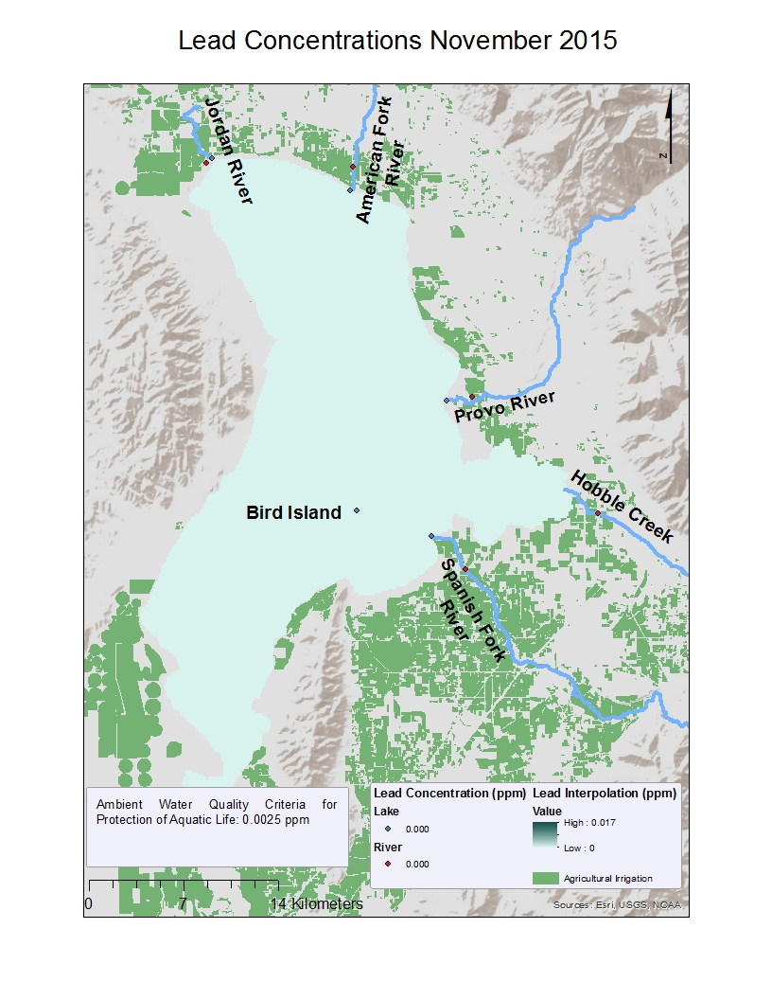 Lead Concentrations November 2015
Jordan River
American Fork
River
N
Provo River
Hobble Creek
Bird Island
Spanish Fork
River
Ambient Water Quality Criteria for
Protection of Aquatic Life: 0.0025 ppm
Lead Concentration (ppm)
Lake
0.000
River
0.000
Lead Interpolation (ppm)
Value
High : 0.017
Low : 0
Agricultural Irrigation
0 7 14 Kilometers
Sources: Esri, USGS, NOAA